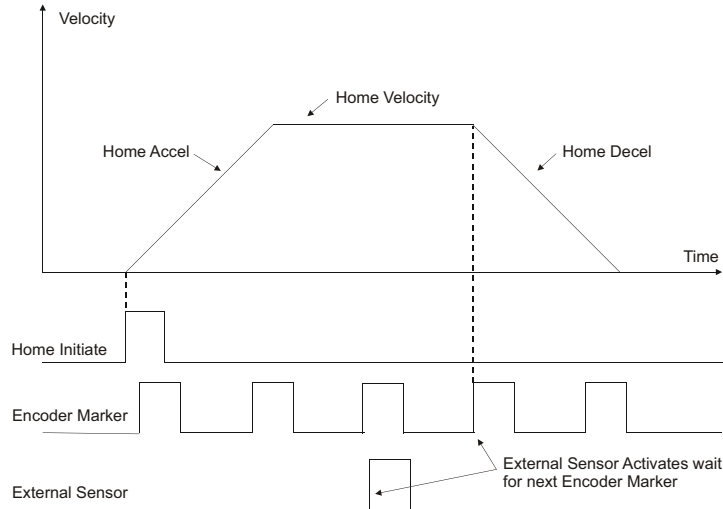 Velocity
Home Velocity
Home Accel
Home Decel
Time
Home Initiate
Encoder Marker
External Sensor Activates wait
for next Encoder Marker
External Sensor